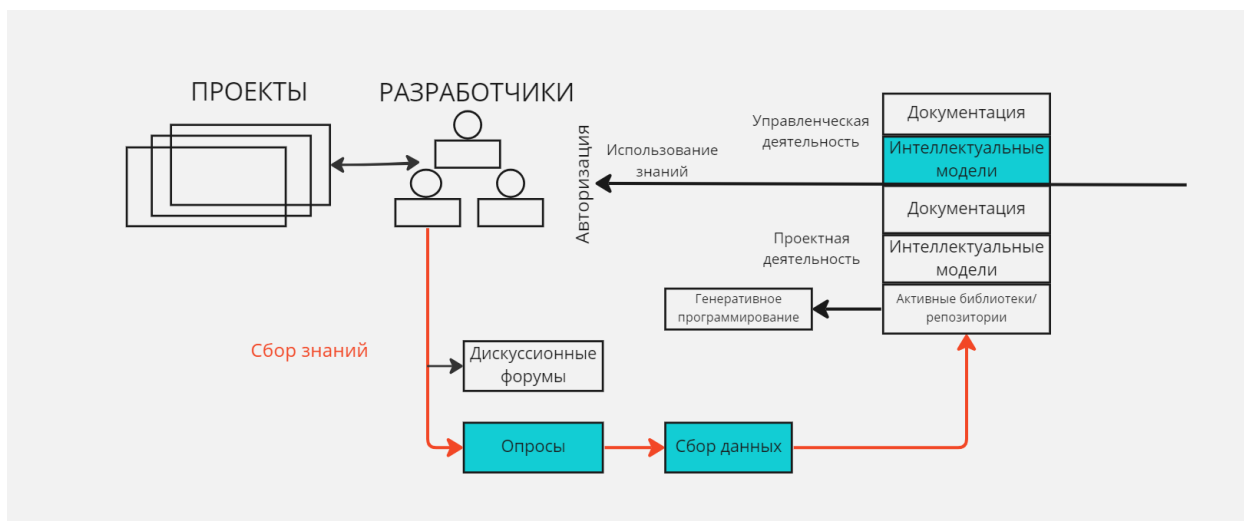 ПРОЕКТЫ
РАЗРАБОТЧИКИ
Авторизация
Использование
знаний
Управленческая
деятельность
Документация
Интеллектуальные
модели
Проектная
деятельность
Документация
Интеллектуальные
модели
Генеративное
программирование
Активные библиотеки/
репозитории
Сбор знаний
Дискуссионные
форумы
Опросы
Сбор данных